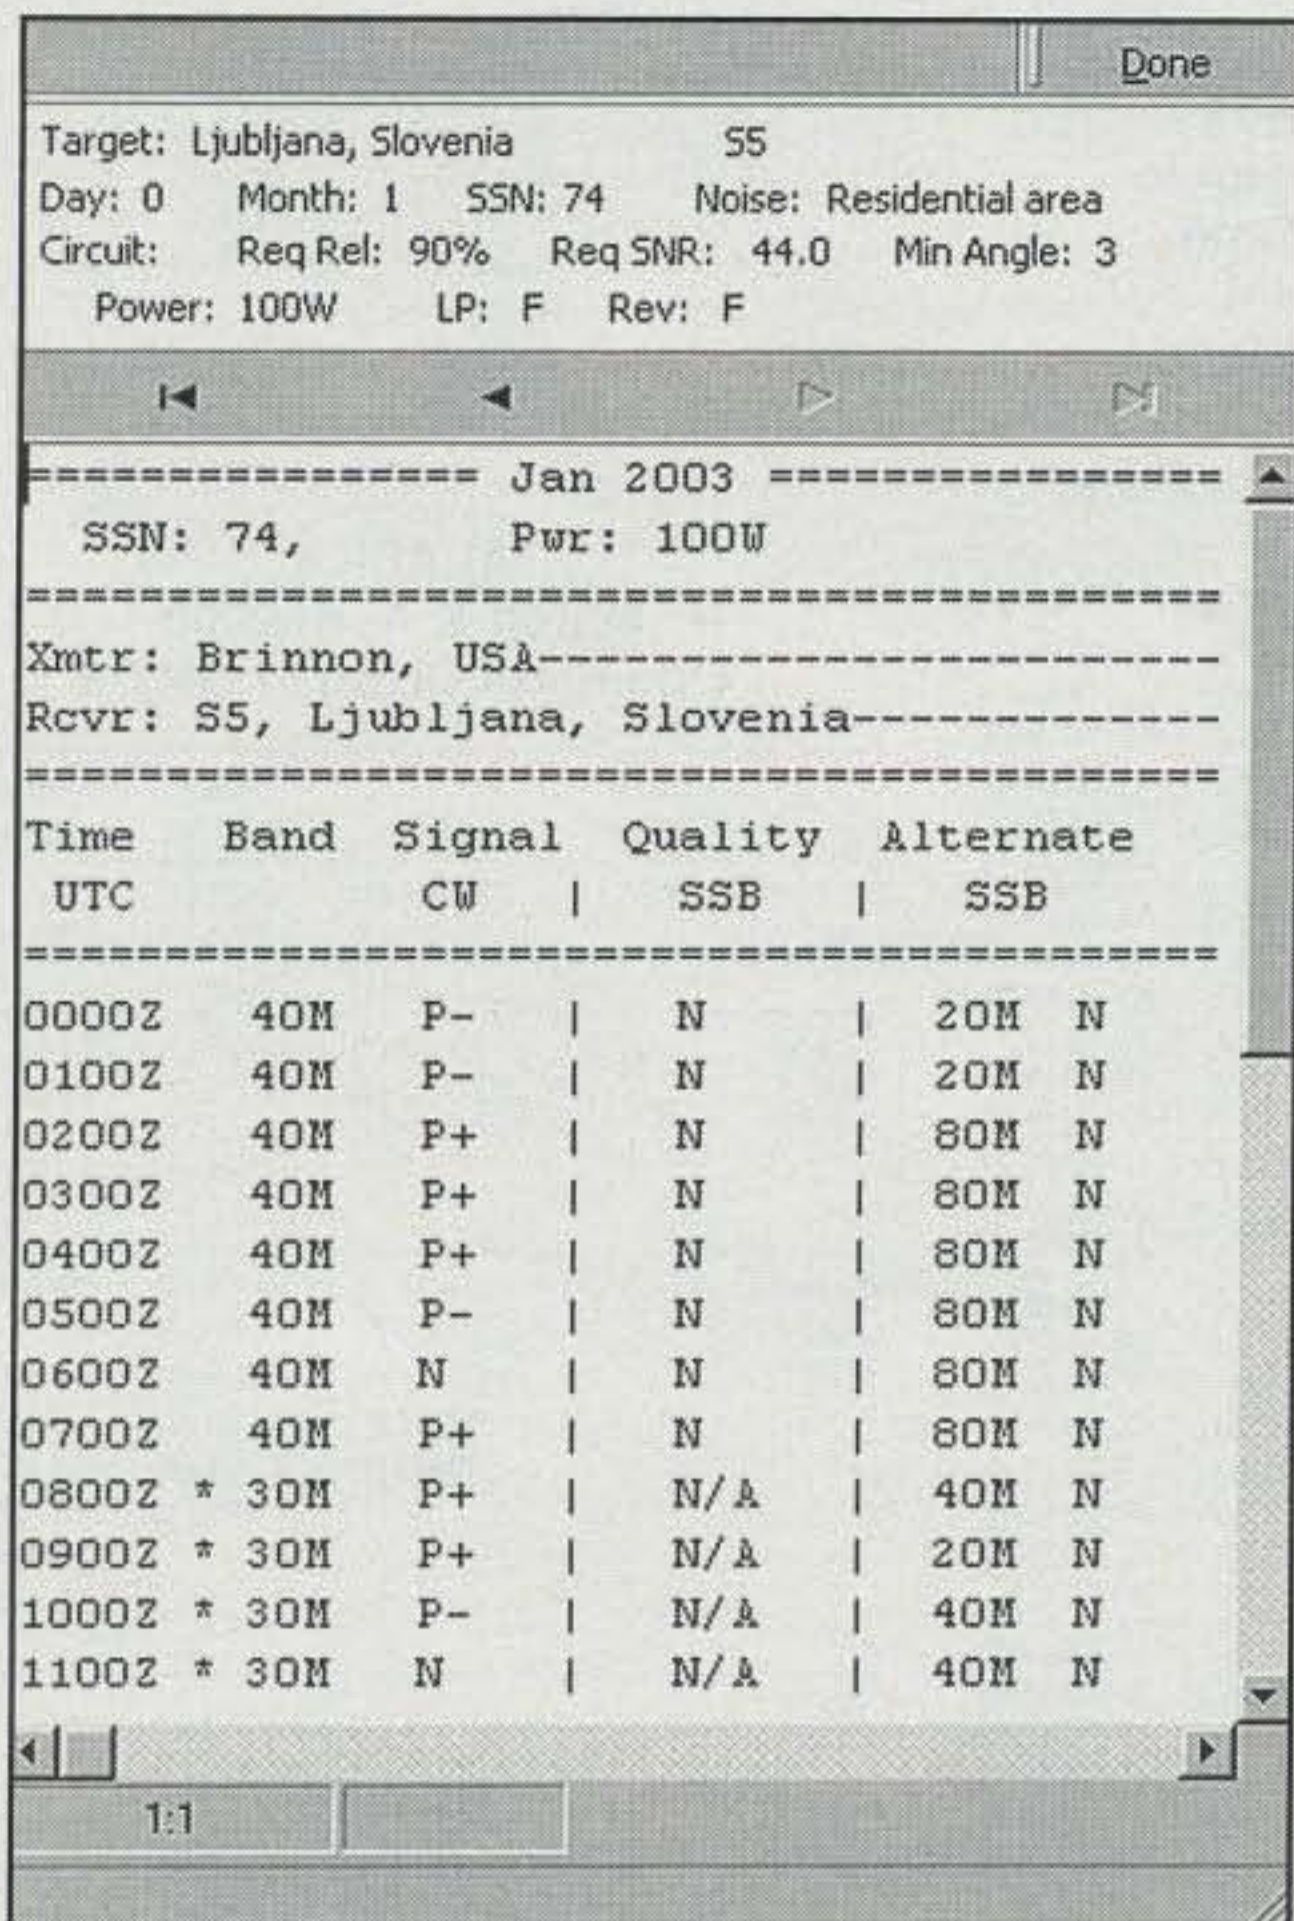 Done
Target: Ljubljana, Slovenia S5
Day: 0 Month: 1 SSN: 74 Noise: Residential area
Circuit: Req Rel: 90% Req SNR: 44.0 Min Angle: 3
Power: 100W LP: F Rev: F
================ Jan 2003 ================
SSN: 74, Pwr: 100W
==========================================
Xmtr: Brinnon, USA------------------------
Rcvr: S5, Ljubljana, Slovenia-------------
==========================================
Time Band Signal Quality Alternate
UTC CW | SSB | SSB
==========================================
0000Z 40M P- | N | 20M N
0100Z 40M P- | N | 20M N
0200Z 40M P+ | N | 80M N
0300Z 40M P+ | N | 80M N
0400Z 40M P+ | N | 80M N
0500Z 40M P- | N | 80M N
0600Z 40M N | N | 80M N
0700Z 40M P+ | N | 80M N
0800Z * 30M P+ | N/A | 40M N
0900Z * 30M P+ | N/A | 20M N
1000Z * 30M P- | N/A | 40M N
1100Z * 30M N | N/A | 40M N
1:1